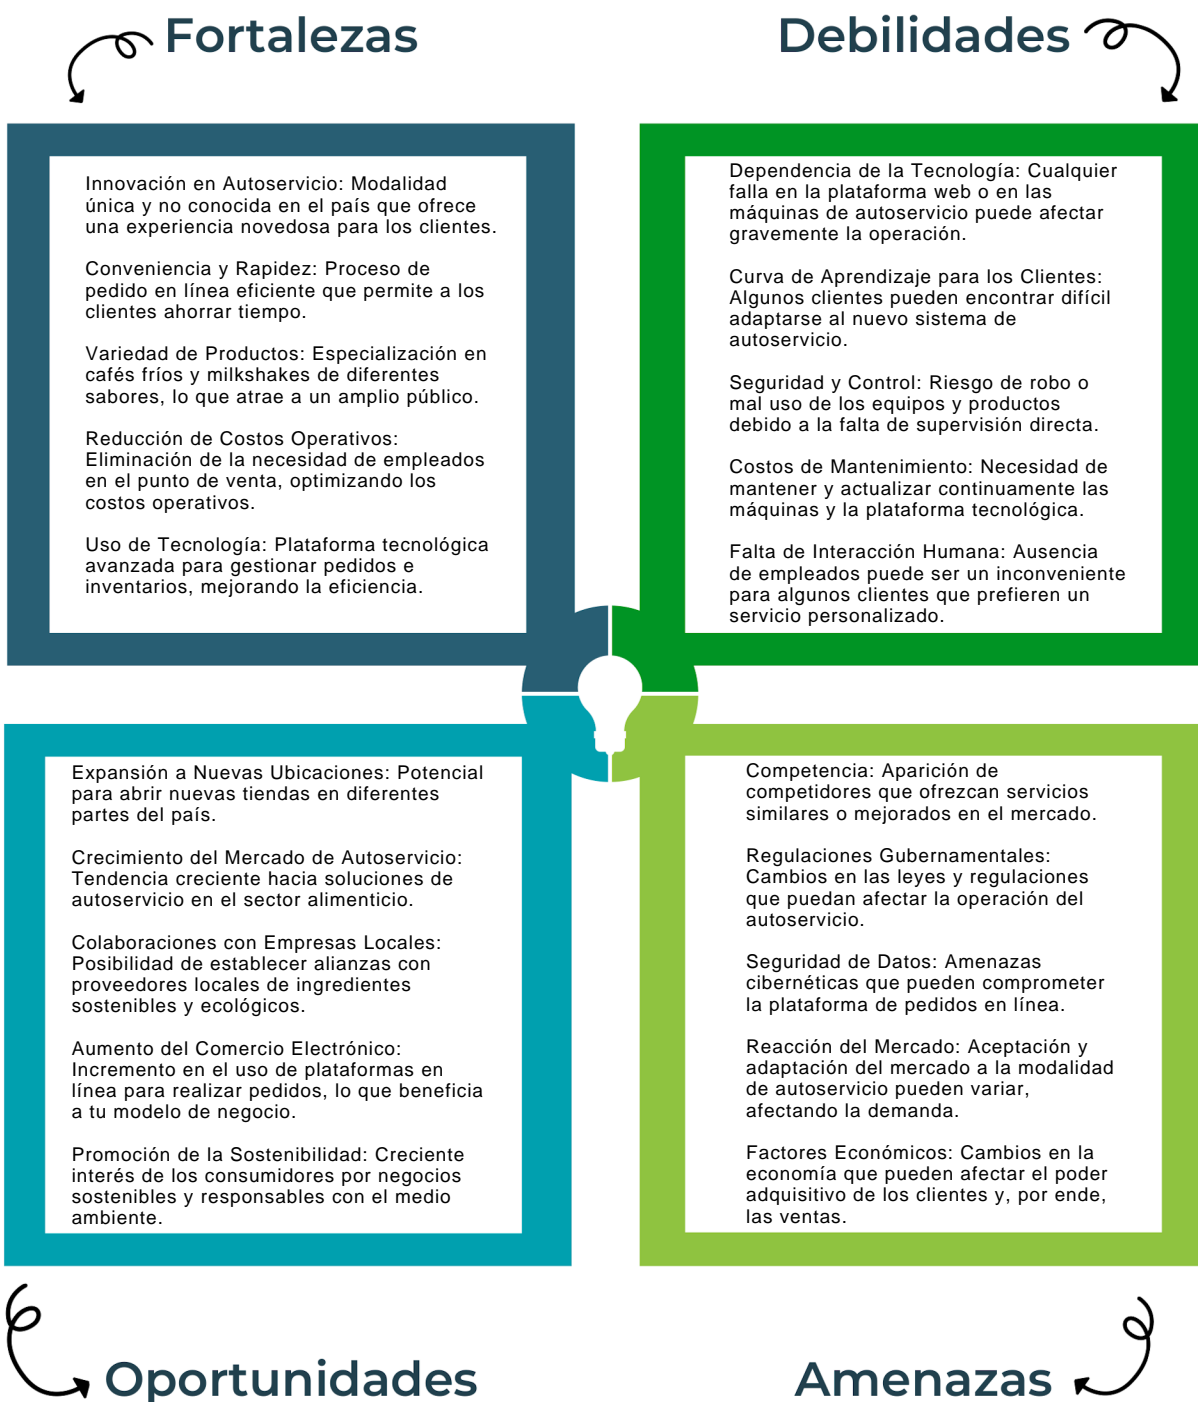 Fortalezas
Innovación en Autoservicio: Modalidad
única y no conocida en el país que ofrece
una experiencia novedosa para los clientes.
Conveniencia y Rapidez: Proceso de
pedido en línea eficiente que permite a los
clientes ahorrar tiempo.
Variedad de Productos: Especialización en
cafés fríos y milkshakes de diferentes
sabores, lo que atrae a un amplio público.
Reducción de Costos Operativos:
Eliminación de la necesidad de empleados
en el punto de venta, optimizando los
costos operativos.
Uso de Tecnología: Plataforma tecnológica
avanzada para gestionar pedidos e
inventarios, mejorando la eficiencia.
Debilidades
Dependencia de la Tecnología: Cualquier
falla en la plataforma web o en las
máquinas de autoservicio puede afectar
gravemente la operación.
Curva de Aprendizaje para los Clientes:
Algunos clientes pueden encontrar difícil
adaptarse al nuevo sistema de
autoservicio.
Seguridad y Control: Riesgo de robo o
mal uso de los equipos y productos
debido a la falta de supervisión directa.
Costos de Mantenimiento: Necesidad de
mantener y actualizar continuamente las
máquinas y la plataforma tecnológica.
Falta de Interacción Humana: Ausencia
de empleados puede ser un inconveniente
para algunos clientes que prefieren un
servicio personalizado.
Expansión a Nuevas Ubicaciones: Potencial
para abrir nuevas tiendas en diferentes
partes del país.
Crecimiento del Mercado de Autoservicio:
Tendencia creciente hacia soluciones de
autoservicio en el sector alimenticio.
Colaboraciones con Empresas Locales:
Posibilidad de establecer alianzas con
proveedores locales de ingredientes
sostenibles y ecológicos.
Aumento del Comercio Electrónico:
Incremento en el uso de plataformas en
línea para realizar pedidos, lo que beneficia
a tu modelo de negocio.
Promoción de la Sostenibilidad: Creciente
interés de los consumidores por negocios
sostenibles y responsables con el medio
ambiente.
Oportunidades
Competencia: Aparición de
competidores que ofrezcan servicios
similares o mejorados en el mercado.
Regulaciones Gubernamentales:
Cambios en las leyes y regulaciones
que puedan afectar la operación del
autoservicio.
Seguridad de Datos: Amenazas
cibernéticas que pueden comprometer
la plataforma de pedidos en línea.
Reacción del Mercado: Aceptación y
adaptación del mercado a la modalidad
de autoservicio pueden variar,
afectando la demanda.
Factores Económicos: Cambios en la
economía que pueden afectar el poder
adquisitivo de los clientes y, por ende,
las ventas.
Amenazas